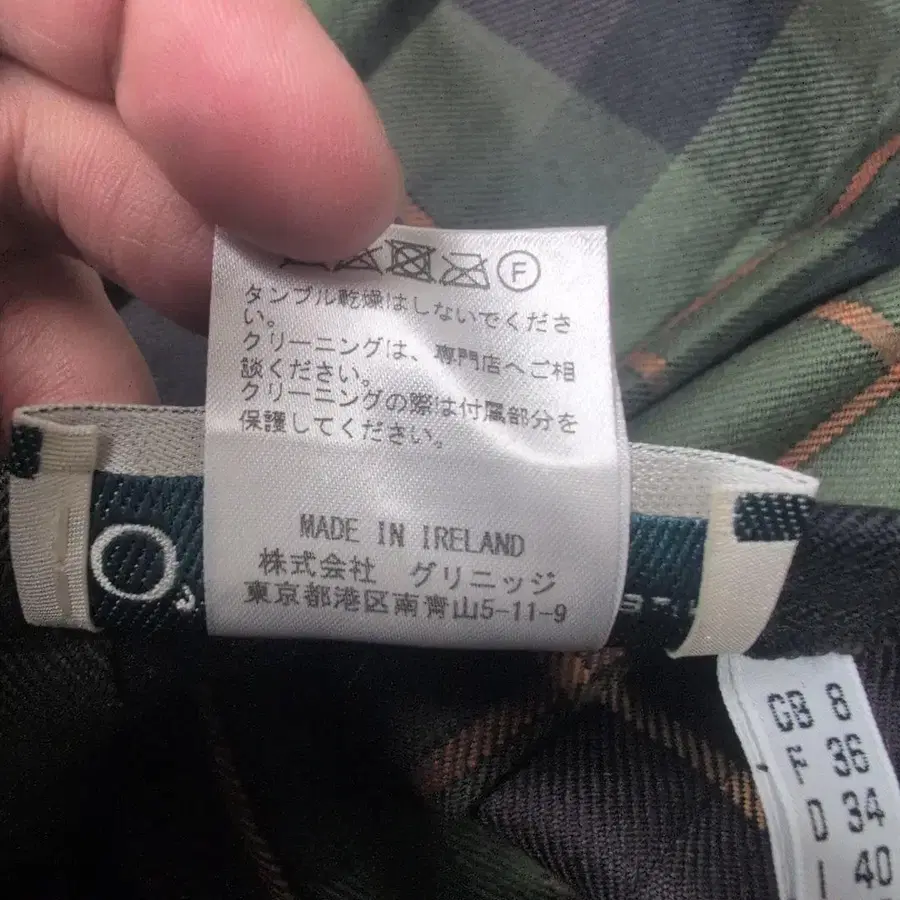 F
タンブル乾燥はしないでくださ
い。
クリーニングは、専門店へご相
談ください。
クリーニングの際は付属部分を
保護してください。
MADE IN IRELAND
株式会社 グリニッジ
東京都港区南青山5-11-9
O'
GB 8
F 36
D 34
I 40